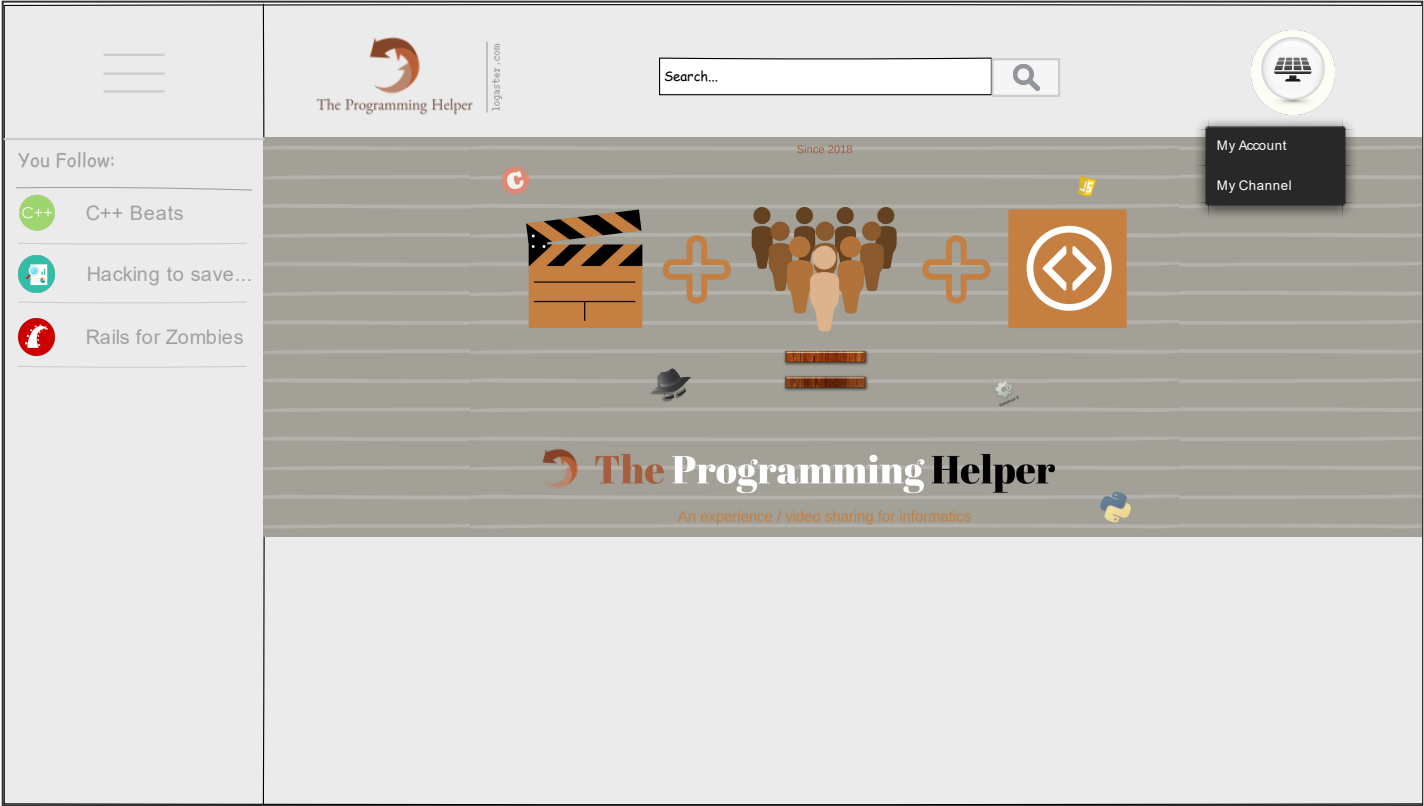 The Programming Helper
logaster.com
Search...
My Account
My Channel
You Follow:
C++
C++ Beats
Hacking to save...
Rails for Zombies
Since 2018
C
JS
The Programming Helper
An experience / video sharing for informatics